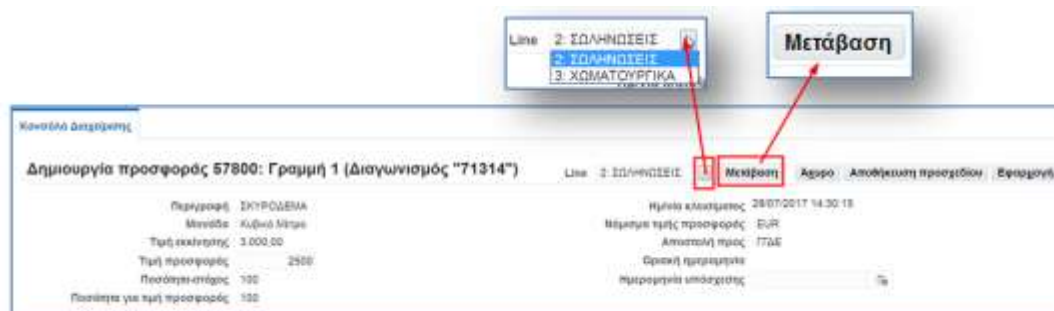 Line 2: ΣΩΛΗΝΩΣΕΙΣ
2: ΣΩΛΗΝΩΣΕΙΣ
3: ΧΩΜΑΤΟΥΡΓΙΚΑ
Μετάβαση
Κονσόλα Διαχείρισης
Δημιουργία προσφοράς 57800: Γραμμή 1 (Διαγωνισμός "71314")
Line 2: ΣΩΛΗΝΩΣΕΙΣ Μετάβαση Άκυρο Αποθήκευση προσχεδίου Εφαρμογή
Περιγραφή ΣΚΥΡΟΔΕΜΑ
Μονάδα Κυβικό Μέτρο
Τιμή εκκίνησης 3.000,00
Τιμή προσφοράς 2500
Ποσότητα-στόχος 100
Ποσότητα για τιμή προσφοράς 100
Ημ/νία κλεισίματος 28/07/2017 14:30:15
Νόμισμα τιμής προσφοράς EUR
Αποστολή προς ΓΓΔΕ
Οριακή ημερομηνία
Ημερομηνία υπόσχεσης